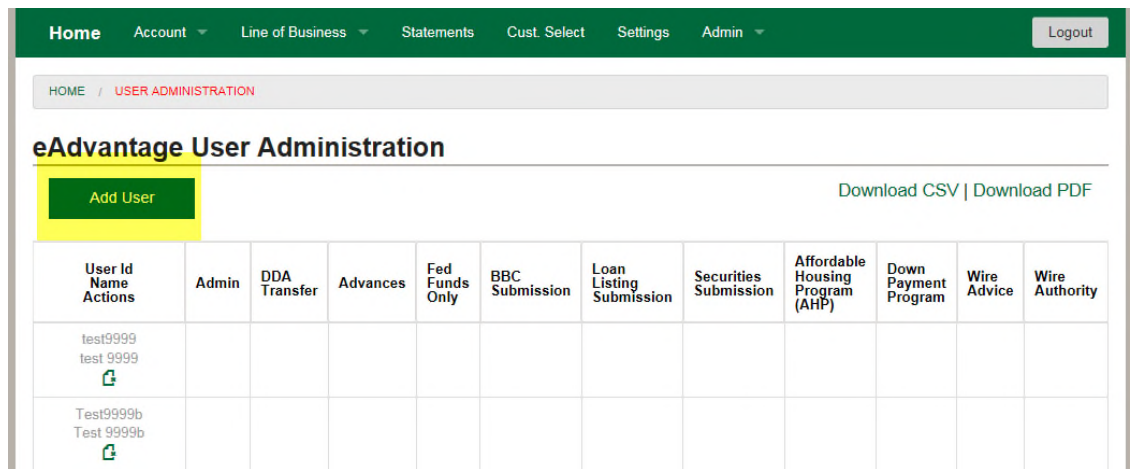 Home Account Line of Business Statements Cust. Select Settings Admin Logout
HOME / USER ADMINISTRATION
eAdvantage User Administration
Add User
Download CSV | Download PDF
User Id
Name
Actions
Admin
DDA
Transfer
Advances
Fed
Funds
Only
BBC
Submission
Loan
Listing
Submission
Securities
Submission
Affordable
Housing
Program
(AHP)
Down
Payment
Program
Wire
Advice
Wire
Authority
test9999
test 9999
Test9999b
Test 9999b